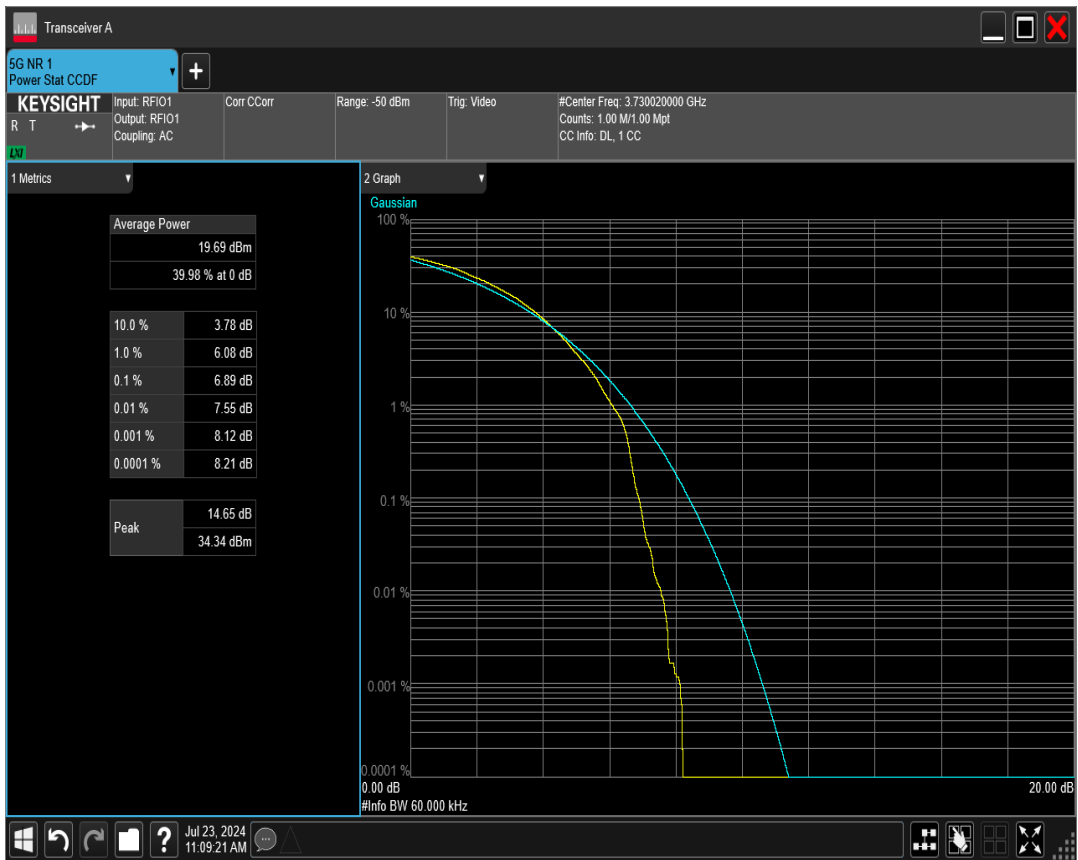 Transceiver A
5G NR 1
Power Stat CCDF
KEYSIGHT
R T
LXI
Input: RFIO1
Output: RFIO1
Coupling: AC
Corr CCorr
Range: -50 dBm
Trig: Video
#Center Freq: 3.730020000 GHz
Counts: 1.00 M/1.00 Mpt
CC Info: DL, 1 CC
1 Metrics
Average Power
19.69 dBm
39.98 % at 0 dB
10.0 % 3.78 dB
1.0 % 6.08 dB
0.1 % 6.89 dB
0.01 % 7.55 dB
0.001 % 8.12 dB
0.0001 % 8.21 dB
Peak
14.65 dB
34.34 dBm
2 Graph
Gaussian
100 %
10 %
1 %
0.1 %
0.01 %
0.001 %
0.0001 %
0.00 dB 20.00 dB
#Info BW 60.000 kHz
?
Jul 23, 2024
11:09:21 AM